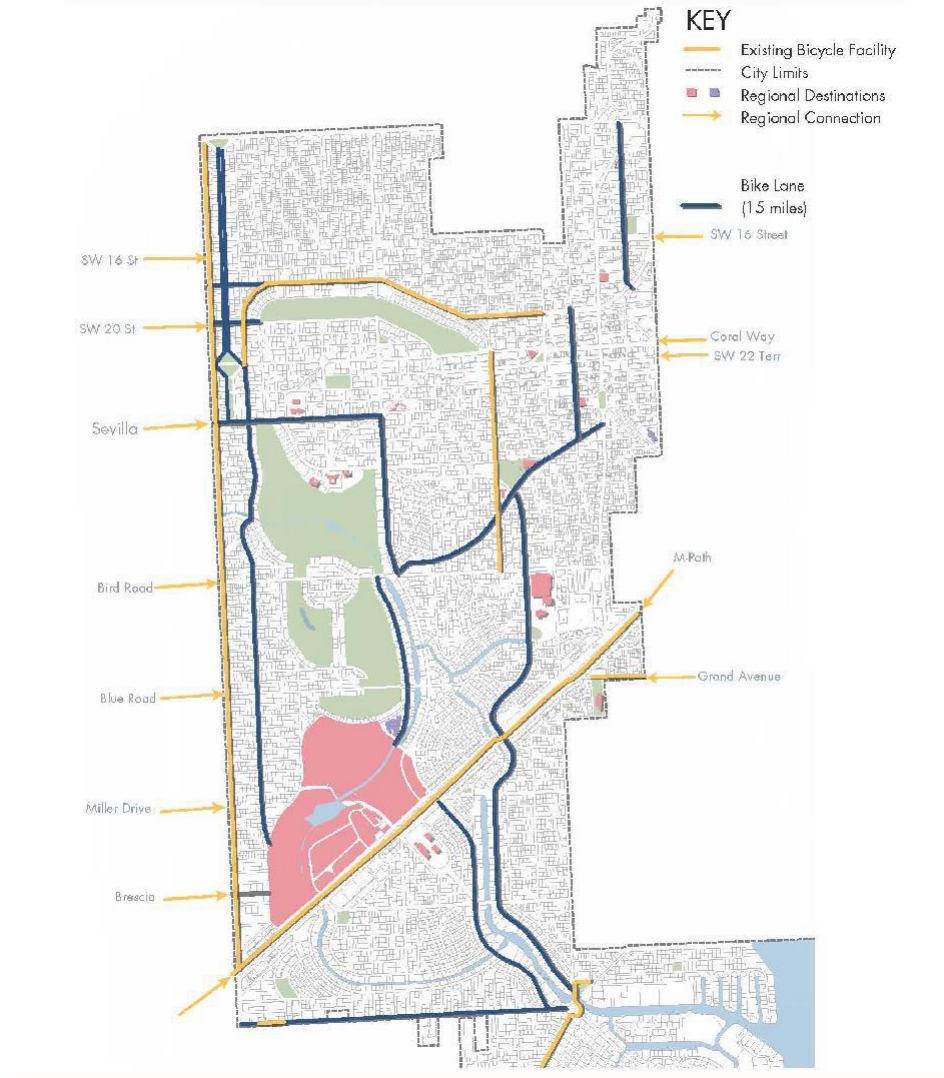 KEY
Existing Bicycle Facility
City Limits
Regional Destinations
Regional Connection
Bike Lane
(15 miles)
SW 16 Street
SW 16 St
SW 20 St
Coral Way
SW 22 Terr
Sevilla
M-Path
Bird Road
Grand Avenue
Blue Road
Miller Drive
Brescia